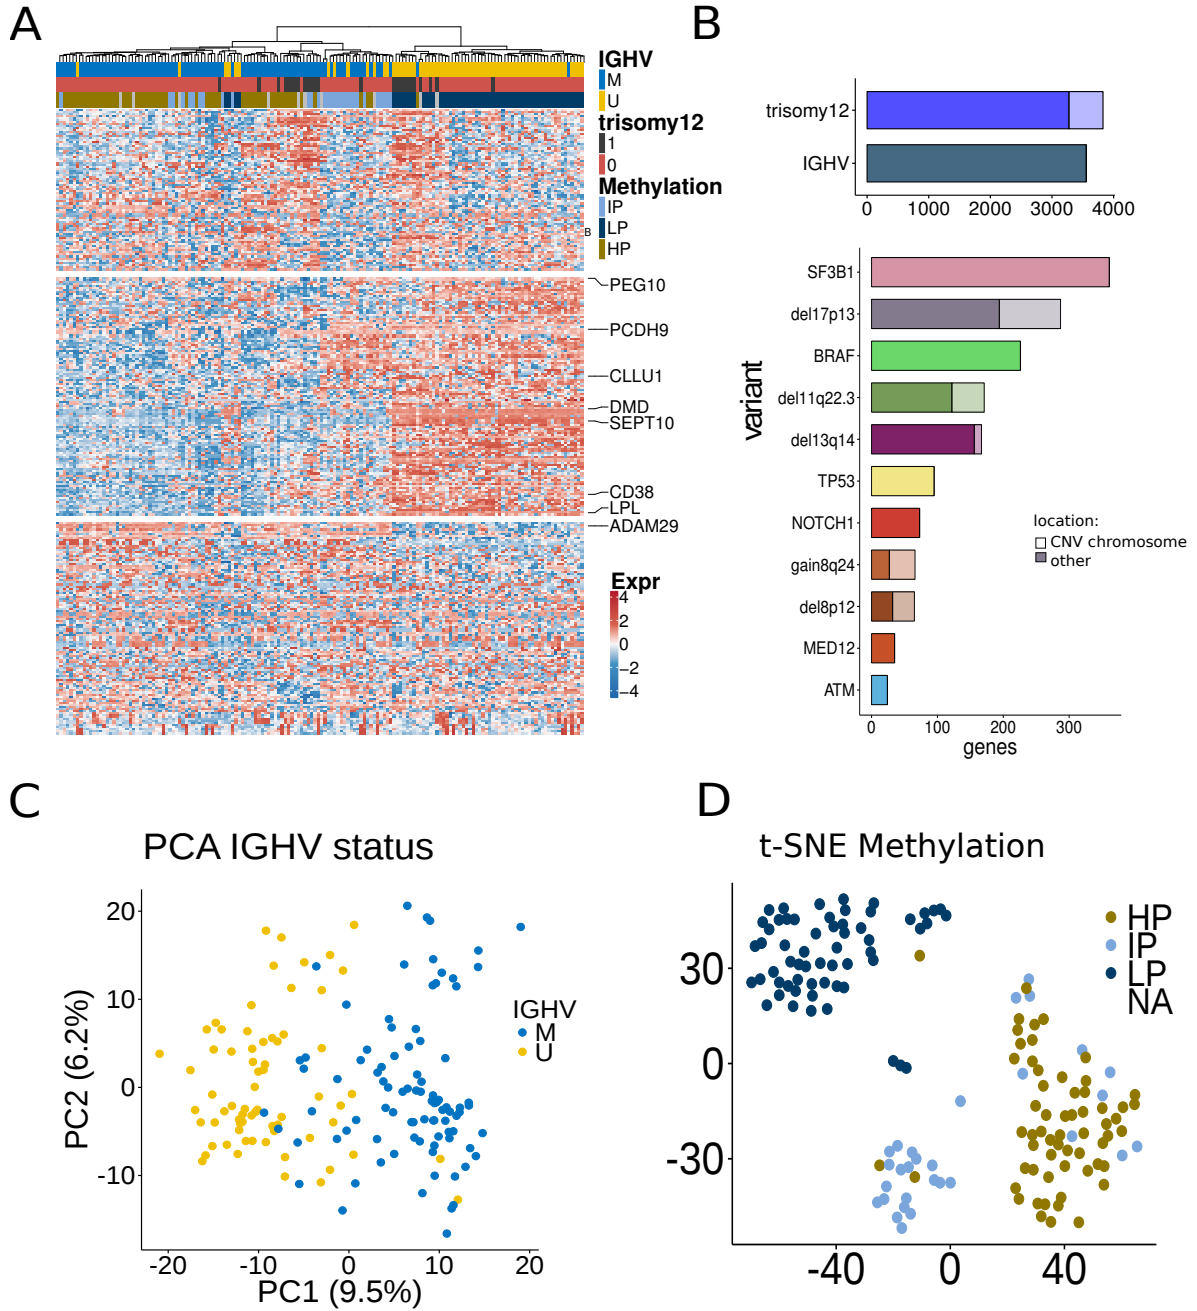 A
IGHV
M
U
trisomy12
1
0
Methylation
IP
LP
B
HP
PEG10
PCDH9
CLLU1
DMD
SEPT10
CD38
LPL
ADAM29
Expr
4
2
0
−2
−4
B
trisomy12
IGHV
0 1000 2000 3000 4000
variant
SF3B1
del17p13
BRAF
del11q22.3
del13q14
TP53
NOTCH1
gain8q24
del8p12
MED12
ATM
location:
CNV chromosome
other
0 100 200 300
genes
C
PCA IGHV status
PC2 (6.2%)
20
10
0
-10
-20 -10 0 10 20
PC1 (9.5%)
IGHV
M
U
D
t-SNE Methylation
30
0
-30
-40 0 40
HP
IP
LP
NA